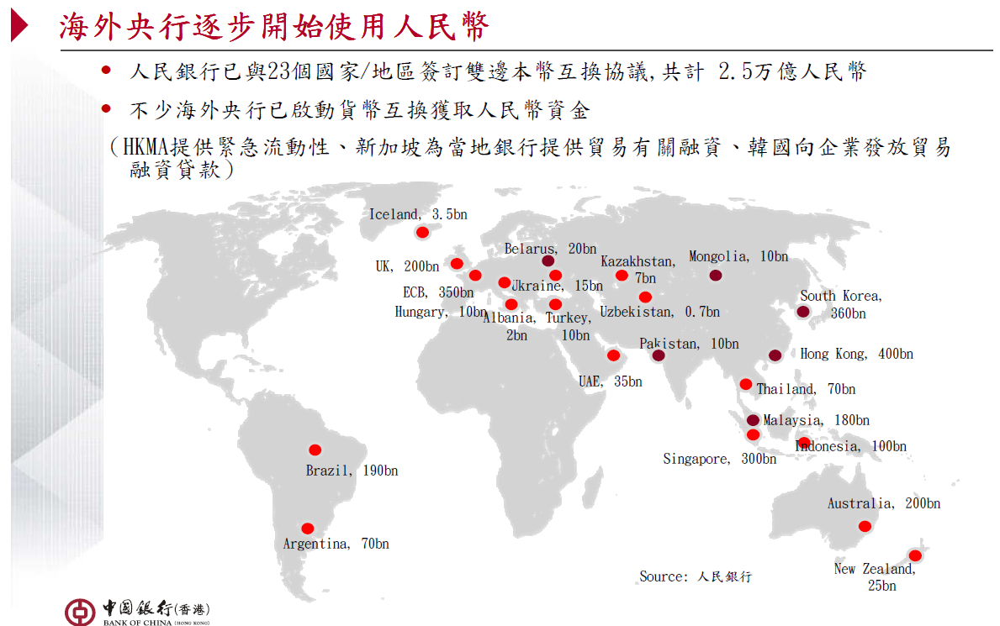 海外央行逐步開始使用人民幣
人民銀行已與23個國家/地區簽訂雙邊本幣互換協議,共計 2.5万億人民幣
不少海外央行已啟動貨幣互換獲取人民幣資金
(HKMA提供緊急流動性、新加坡為當地銀行提供貿易有關融資、韓國向企業發放貿易
融資貸款)
Iceland, 3.5bn
Belarus, 20bn
Kazakhstan,
7bn
Mongolia, 10bn
UK, 200bn
ECB, 350bn
Ukraine, 15bn
South Korea,
360bn
Hungary, 10bn
Albania,
2bn
Turkey,
10bn
Uzbekistan, 0.7bn
Pakistan, 10bn
Hong Kong, 400bn
UAE, 35bn
Thailand, 70bn
Malaysia, 180bn
Indonesia, 100bn
Singapore, 300bn
Brazil, 190bn
Australia, 200bn
Argentina, 70bn
New Zealand,
25bn
Source: 人民銀行
中國銀行(香港)
BANK OF CHINA (HONG KONG)